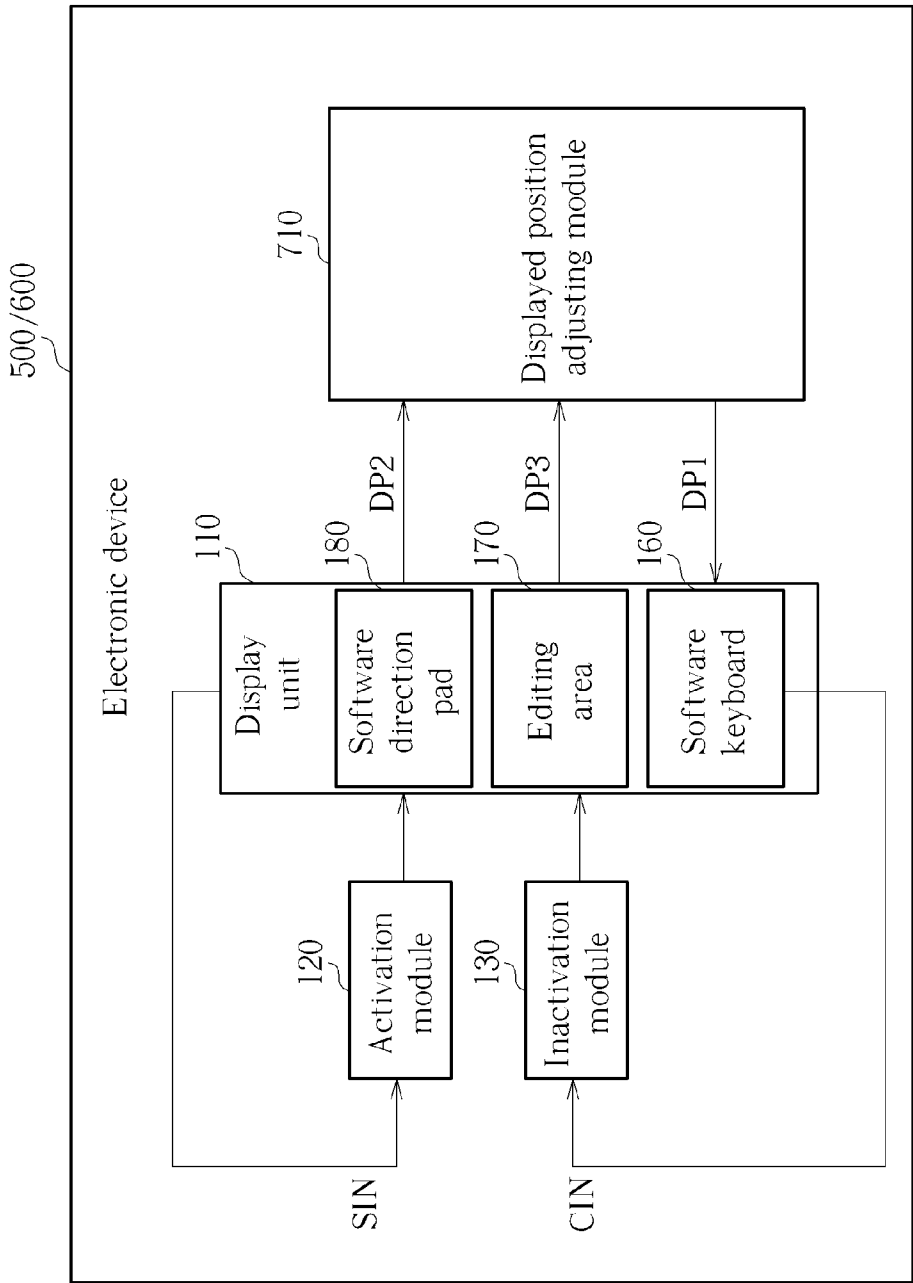 500/600
Electronic device
110
Display
unit
180
Software
direction
pad
170
Editing
area
160
Software
keyboard
120
Activation
module
130
Inactivation
module
SIN
CIN
DP2
DP3
DP1
710
Displayed position
adjusting module